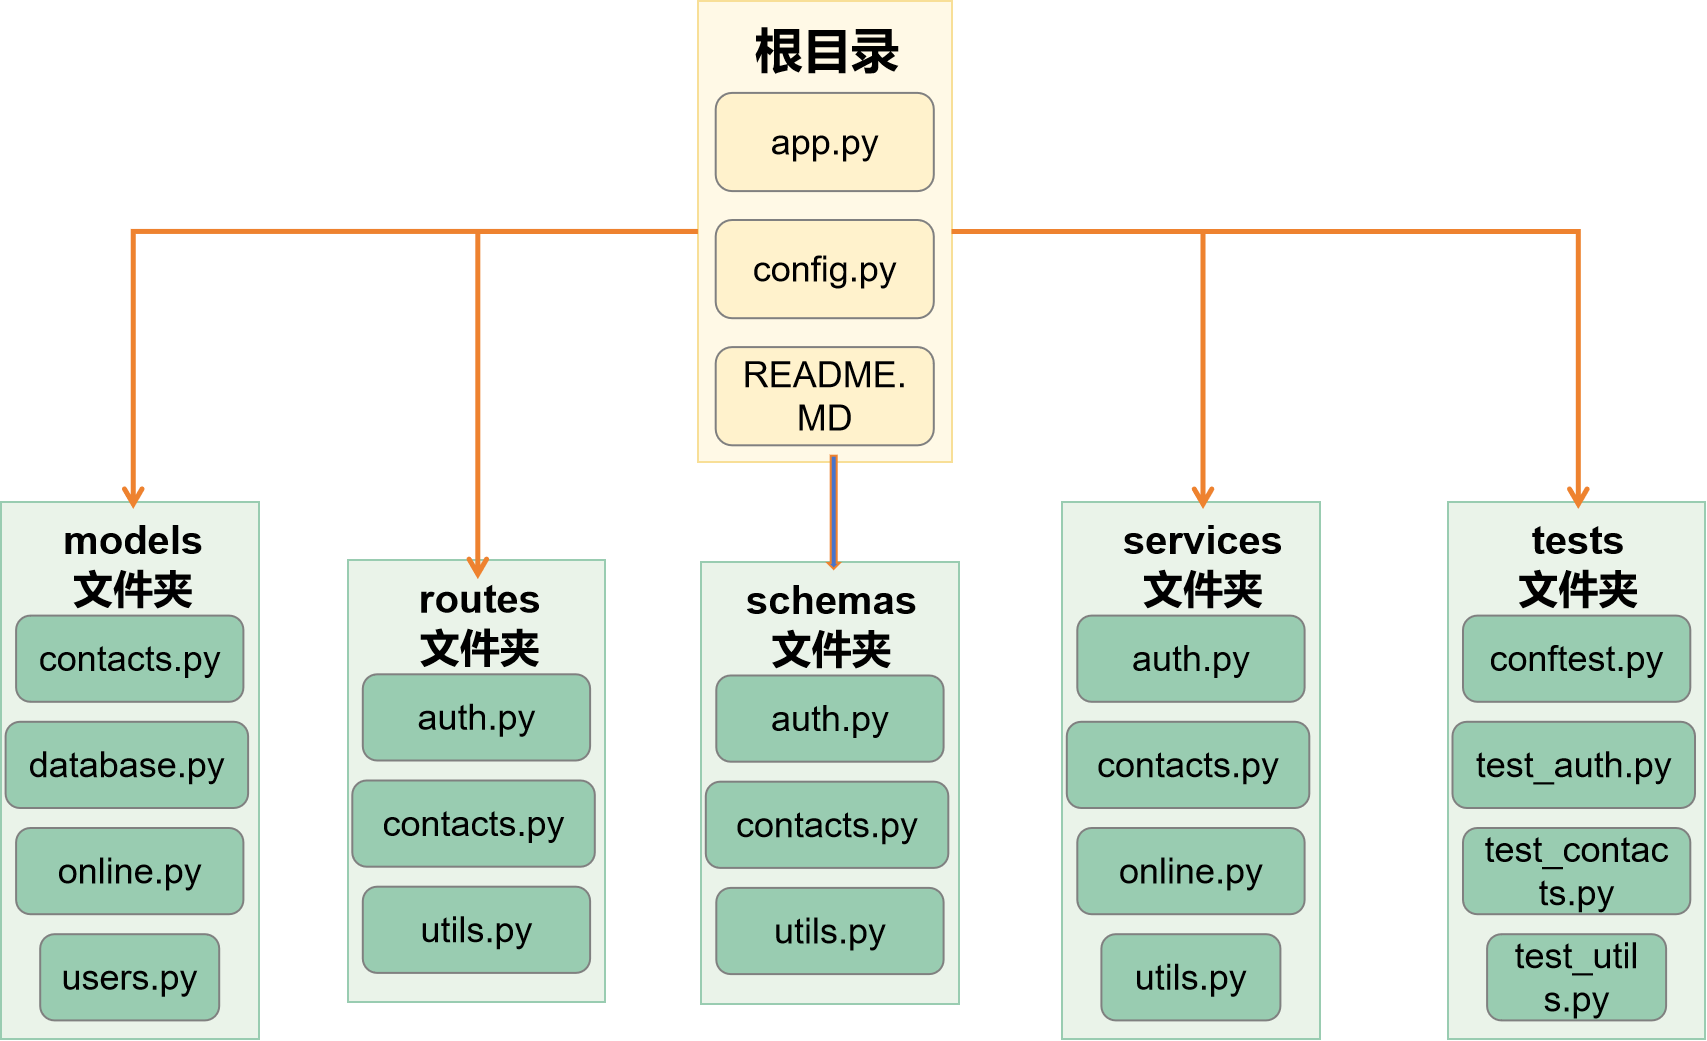 根目录
app.py
config.py
README.
MD
models
文件夹
contacts.py
database.py
online.py
users.py
routes
文件夹
auth.py
contacts.py
utils.py
schemas
文件夹
auth.py
contacts.py
utils.py
services
文件夹
auth.py
contacts.py
online.py
utils.py
tests
文件夹
conftest.py
test_auth.py
test_contac
ts.py
test_util
s.py